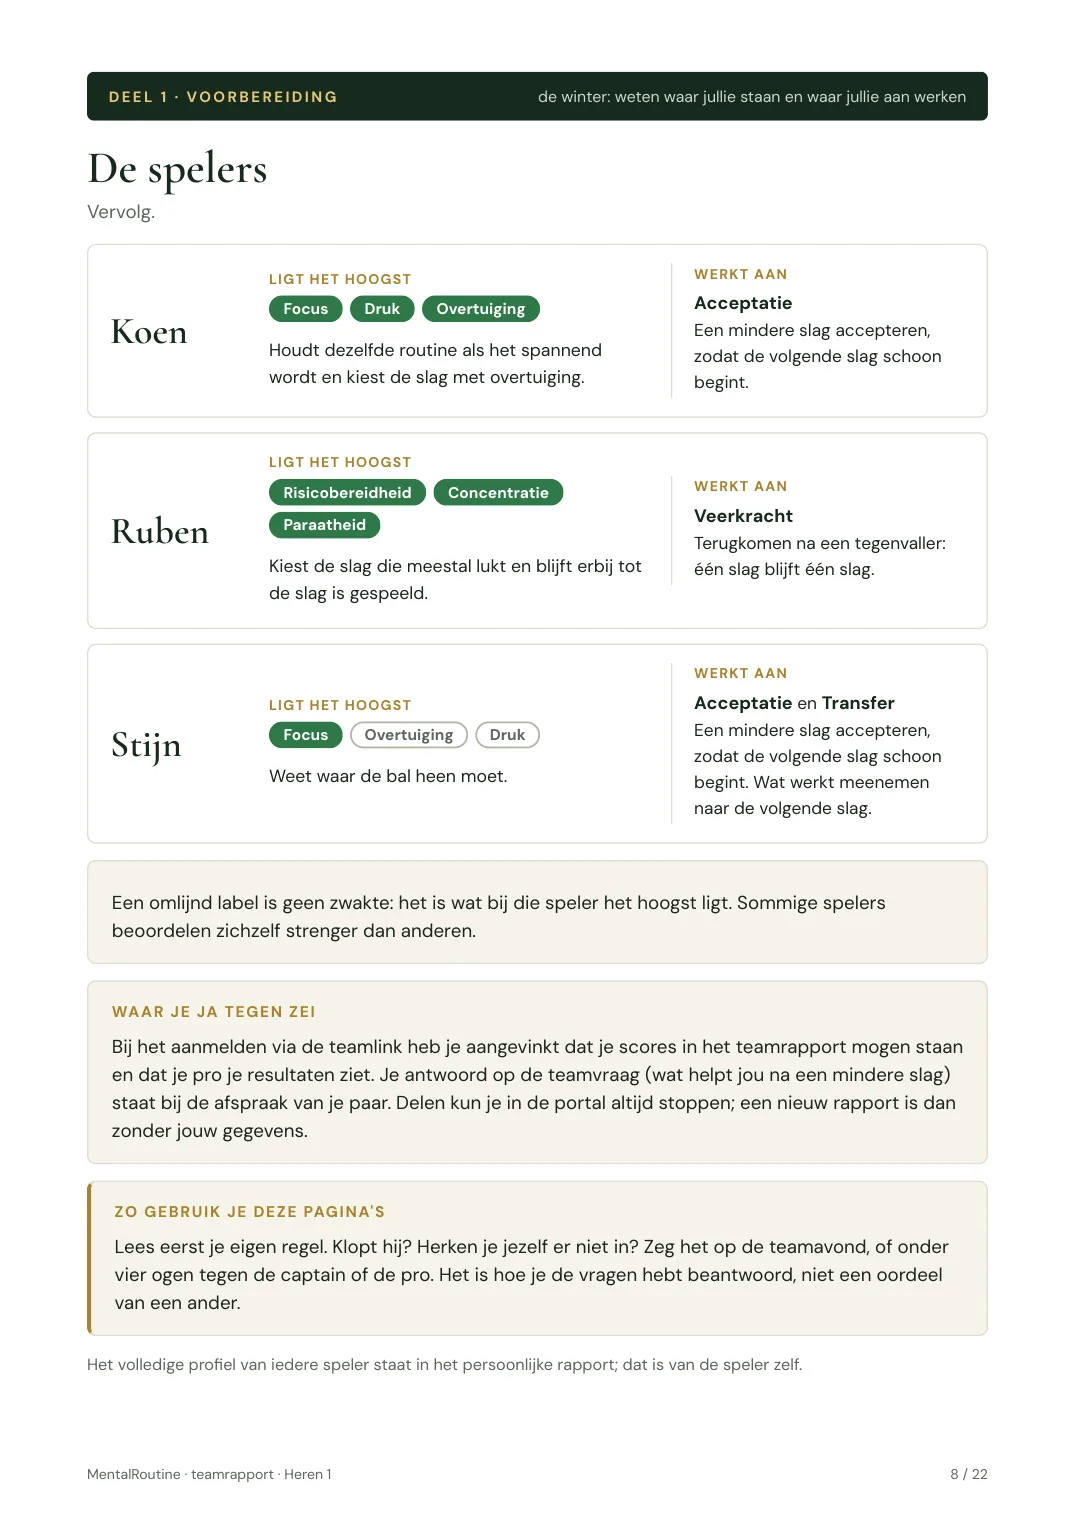 DEEL 1 · VOORBEREIDING
de winter: weten waar jullie staan en waar jullie aan werken
De spelers
Vervolg.
Koen
LIGT HET HOOGST
Focus Druk Overtuiging
Houdt dezelfde routine als het spannend
wordt en kiest de slag met overtuiging.
WERKT AAN
Acceptatie
Een mindere slag accepteren,
zodat de volgende slag schoon
begint.
Ruben
LIGT HET HOOGST
Risicobereidheid Concentratie
Paraatheid
Kiest de slag die meestal lukt en blijft erbij tot
de slag is gespeeld.
WERKT AAN
Veerkracht
Terugkomen na een tegenvaller:
één slag blijft één slag.
Stijn
LIGT HET HOOGST
Focus Overtuiging Druk
Weet waar de bal heen moet.
WERKT AAN
Acceptatie en Transfer
Een mindere slag accepteren,
zodat de volgende slag schoon
begint. Wat werkt meenemen
naar de volgende slag.
Een omlijnd label is geen zwakte: het is wat bij die speler het hoogst ligt. Sommige spelers
beoordelen zichzelf strenger dan anderen.
WAAR JE JA TEGEN ZEI
Bij het aanmelden via de teamlink heb je aangevinkt dat je scores in het teamrapport mogen staan
en dat je pro je resultaten ziet. Je antwoord op de teamvraag (wat helpt jou na een mindere slag)
staat bij de afspraak van je paar. Delen kun je in de portal altijd stoppen; een nieuw rapport is dan
zonder jouw gegevens.
ZO GEBRUIK JE DEZE PAGINA'S
Lees eerst je eigen regel. Klopt hij? Herken je jezelf er niet in? Zeg het op de teamavond, of onder
vier ogen tegen de captain of de pro. Het is hoe je de vragen hebt beantwoord, niet een oordeel
van een ander.
Het volledige profiel van iedere speler staat in het persoonlijke rapport; dat is van de speler zelf.
MentalRoutine · teamrapport · Heren 1
8 / 22